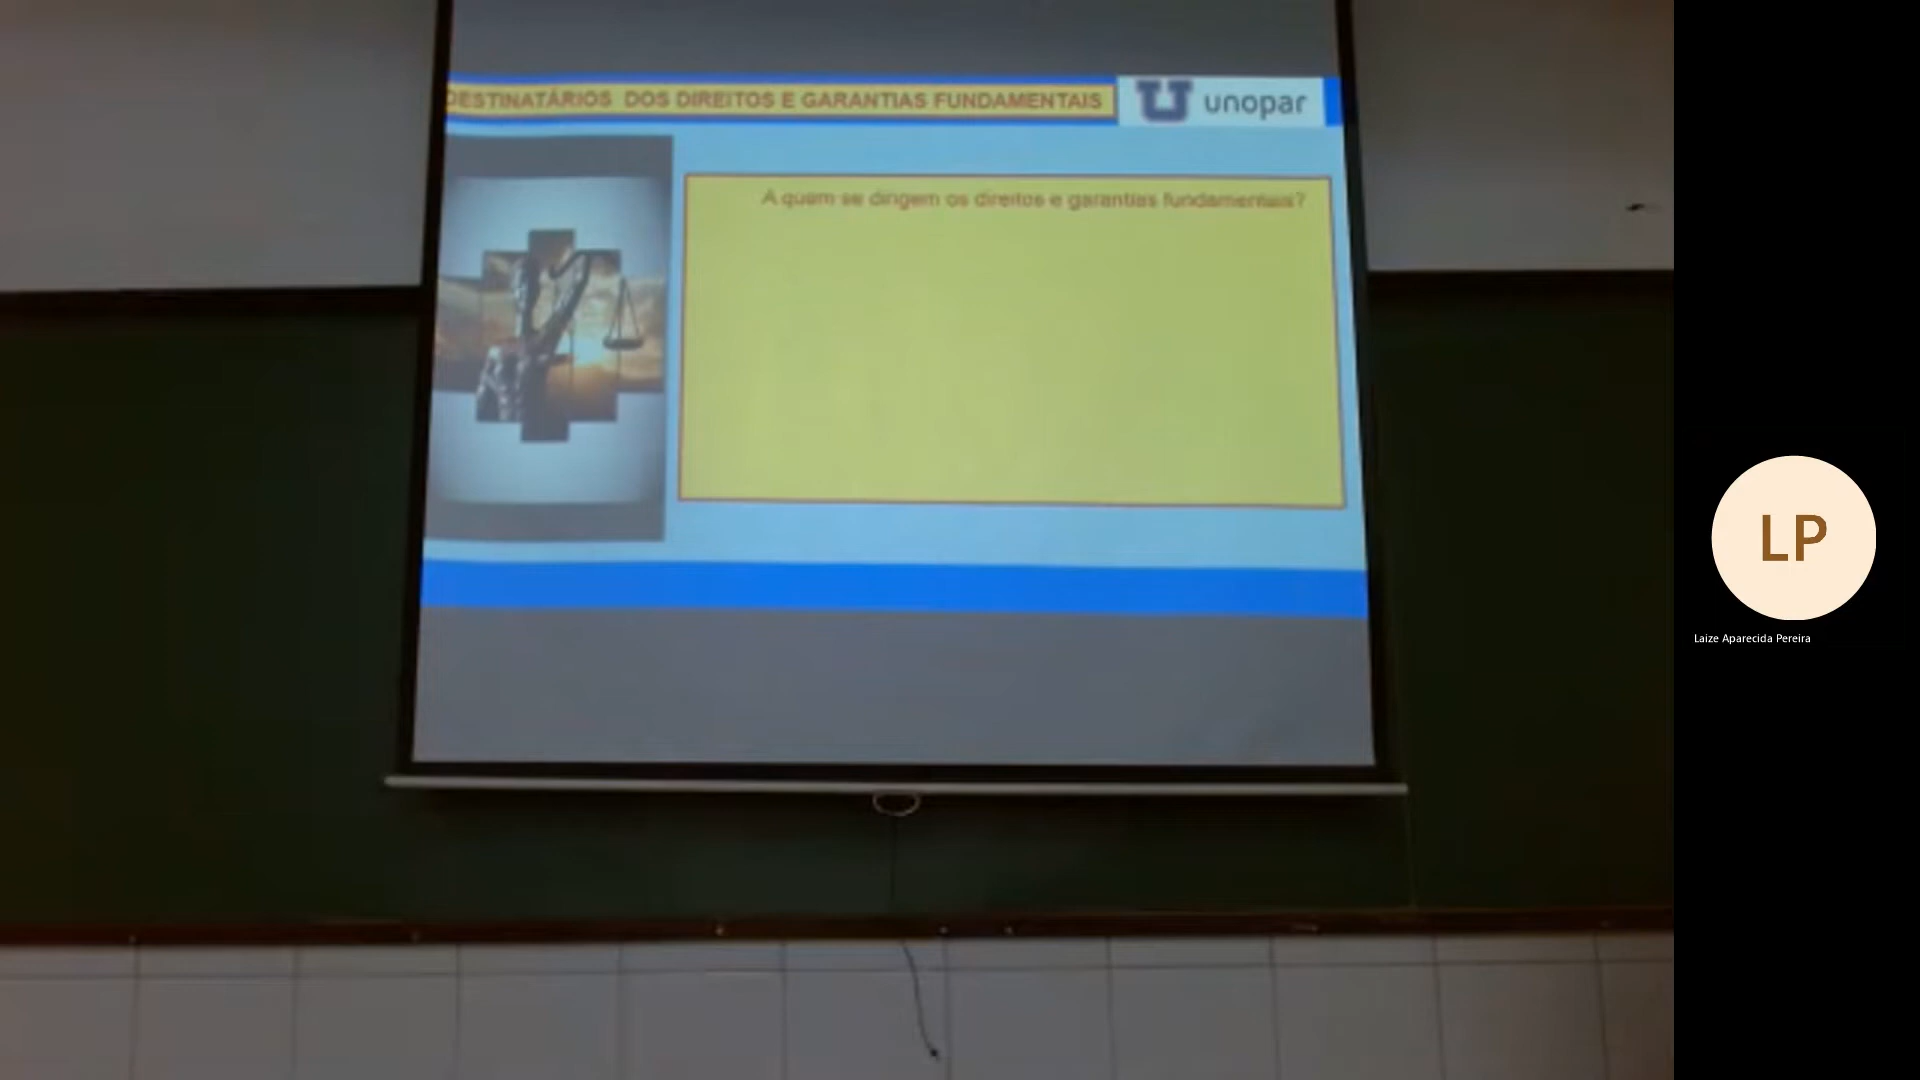 DESTINATÁRIOS DOS DIREITOS E GARANTIAS FUNDAMENTAIS
unopar
A quem se dirigem os direitos e garantias fundamentais?
LP
Laize Aparecida Pereira